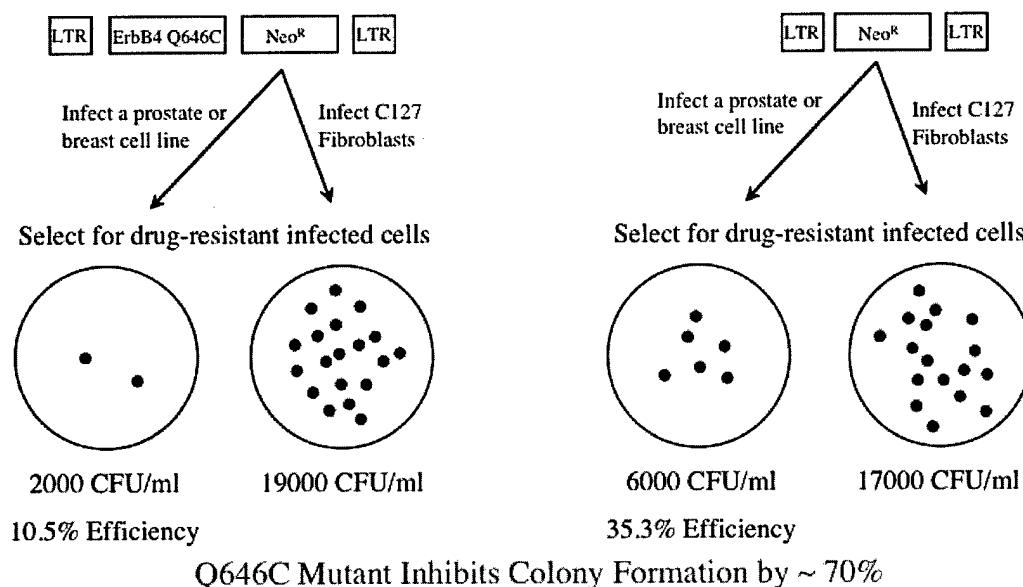 LTR ErbB4 Q646C Neo^R LTR
LTR Neo^R LTR
Infect a prostate or
breast cell line
Infect C127
Fibroblasts
Infect a prostate or
breast cell line
Infect C127
Fibroblasts
Select for drug-resistant infected cells
Select for drug-resistant infected cells
2000 CFU/ml
19000 CFU/ml
6000 CFU/ml
17000 CFU/ml
10.5% Efficiency
35.3% Efficiency
Q646C Mutant Inhibits Colony Formation by ~ 70%